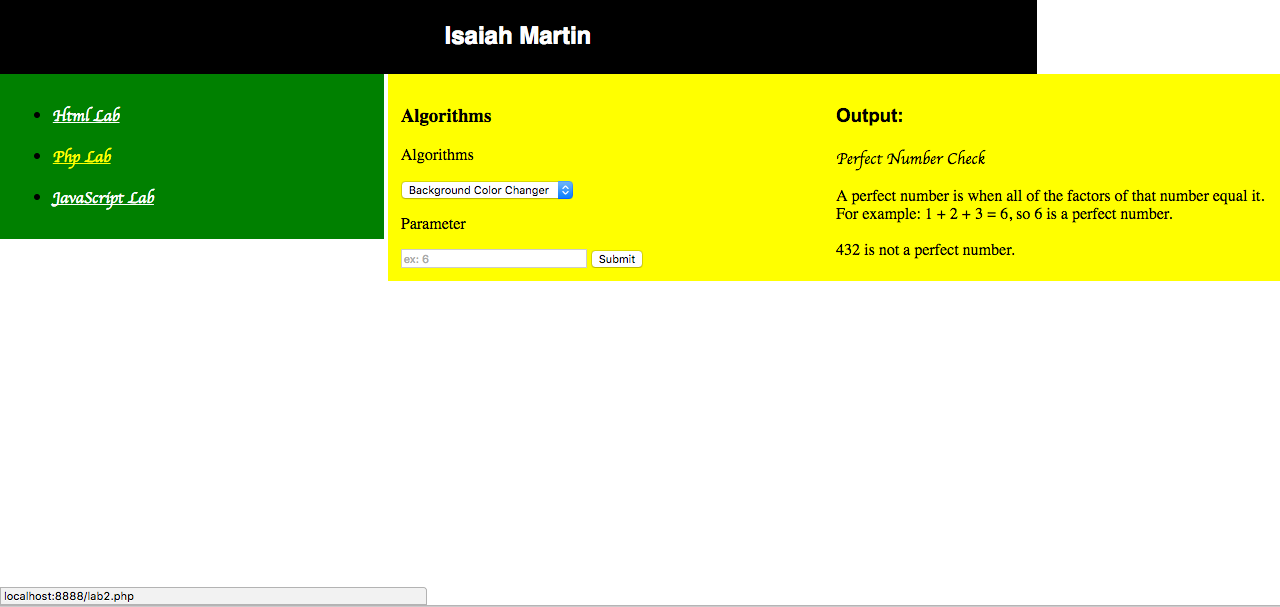 Isaiah Martin
Html Lab
Php Lab
JavaScript Lab
Algorithms
Algorithms
Background Color Changer
Parameter
ex: 6
Submit
Output:
Perfect Number Check
A perfect number is when all of the factors of that number equal it.
For example: 1 + 2 + 3 = 6, so 6 is a perfect number.
432 is not a perfect number.
localhost:8888/lab2.php